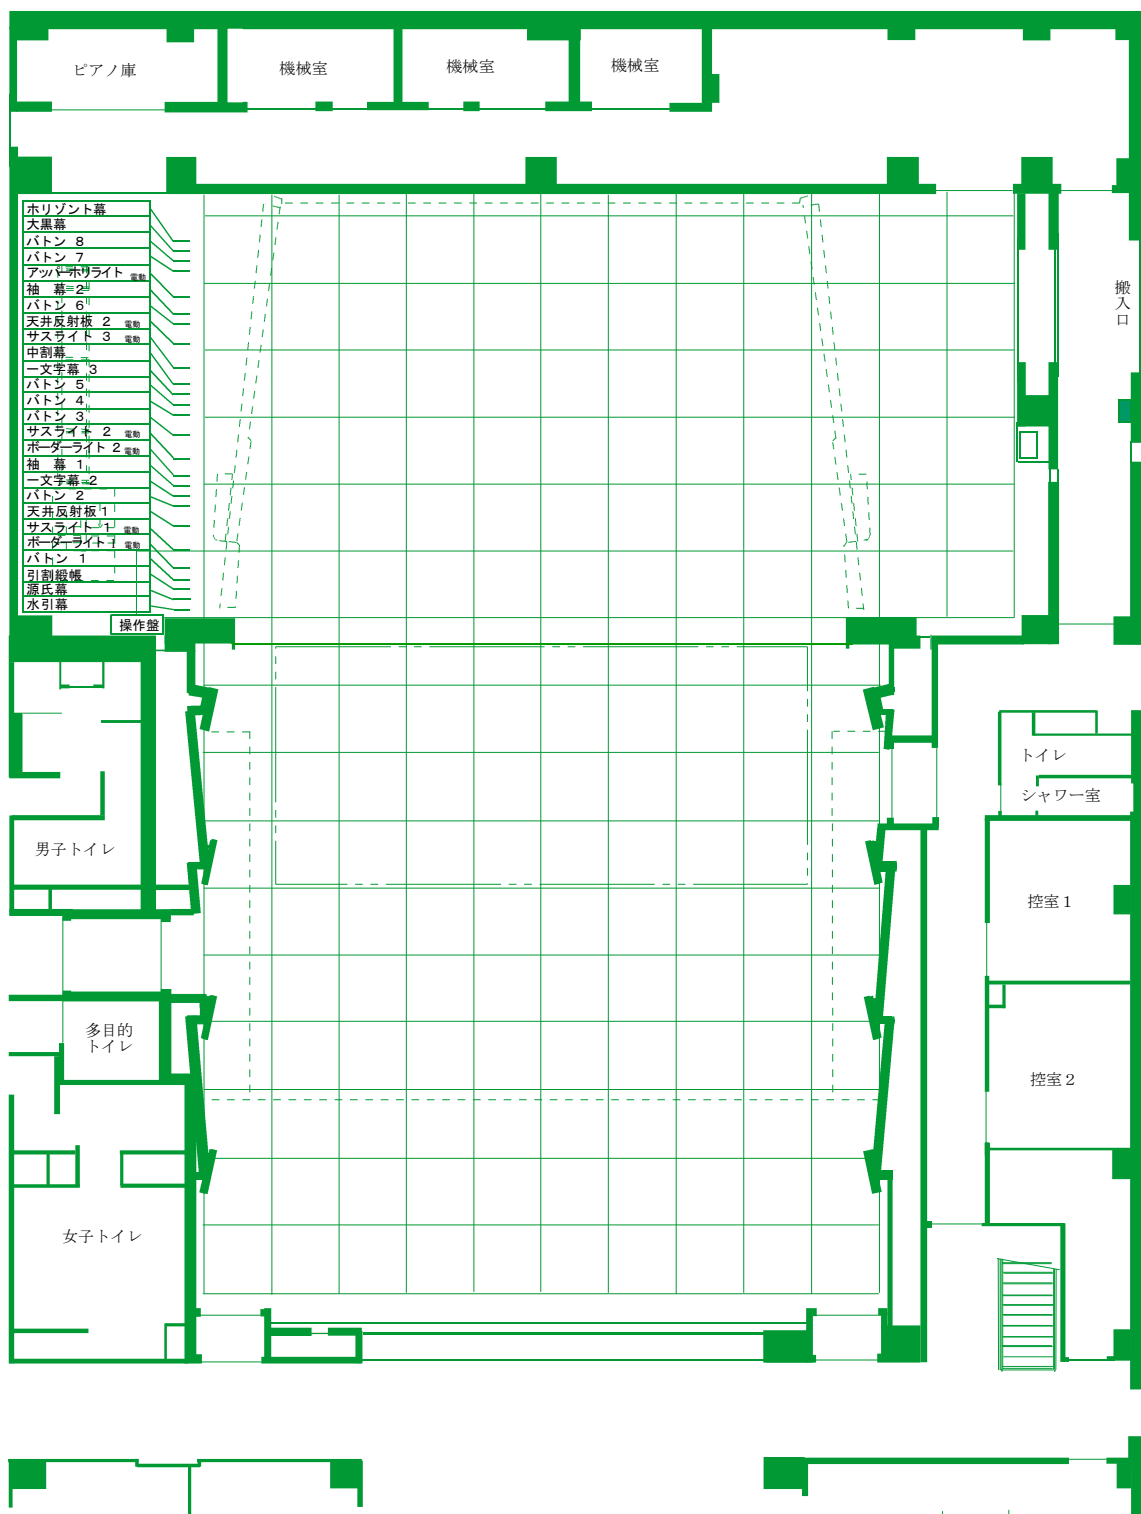 ピアノ庫
機械室
機械室
機械室
ホリゾント幕
大黒幕
バトン 8
バトン 7
アッパーホリライト 電動
袖 幕 2
バトン 6
天井反射板 2 電動
サスライト 3 電動
中割幕
一文字幕 3
バトン 5
バトン 4
バトン 3
サスライト 2 電動
ボーダーライト 2 電動
袖 幕 1
一文字幕 2
バトン 2
天井反射板 1
サスライト 1 電動
ボーダーライト 1 電動
バトン 1
引割緞帳
源氏幕
水引幕
操作盤
搬入口
トイレ
シャワー室
男子トイレ
控室1
多目的
トイレ
控室2
女子トイレ